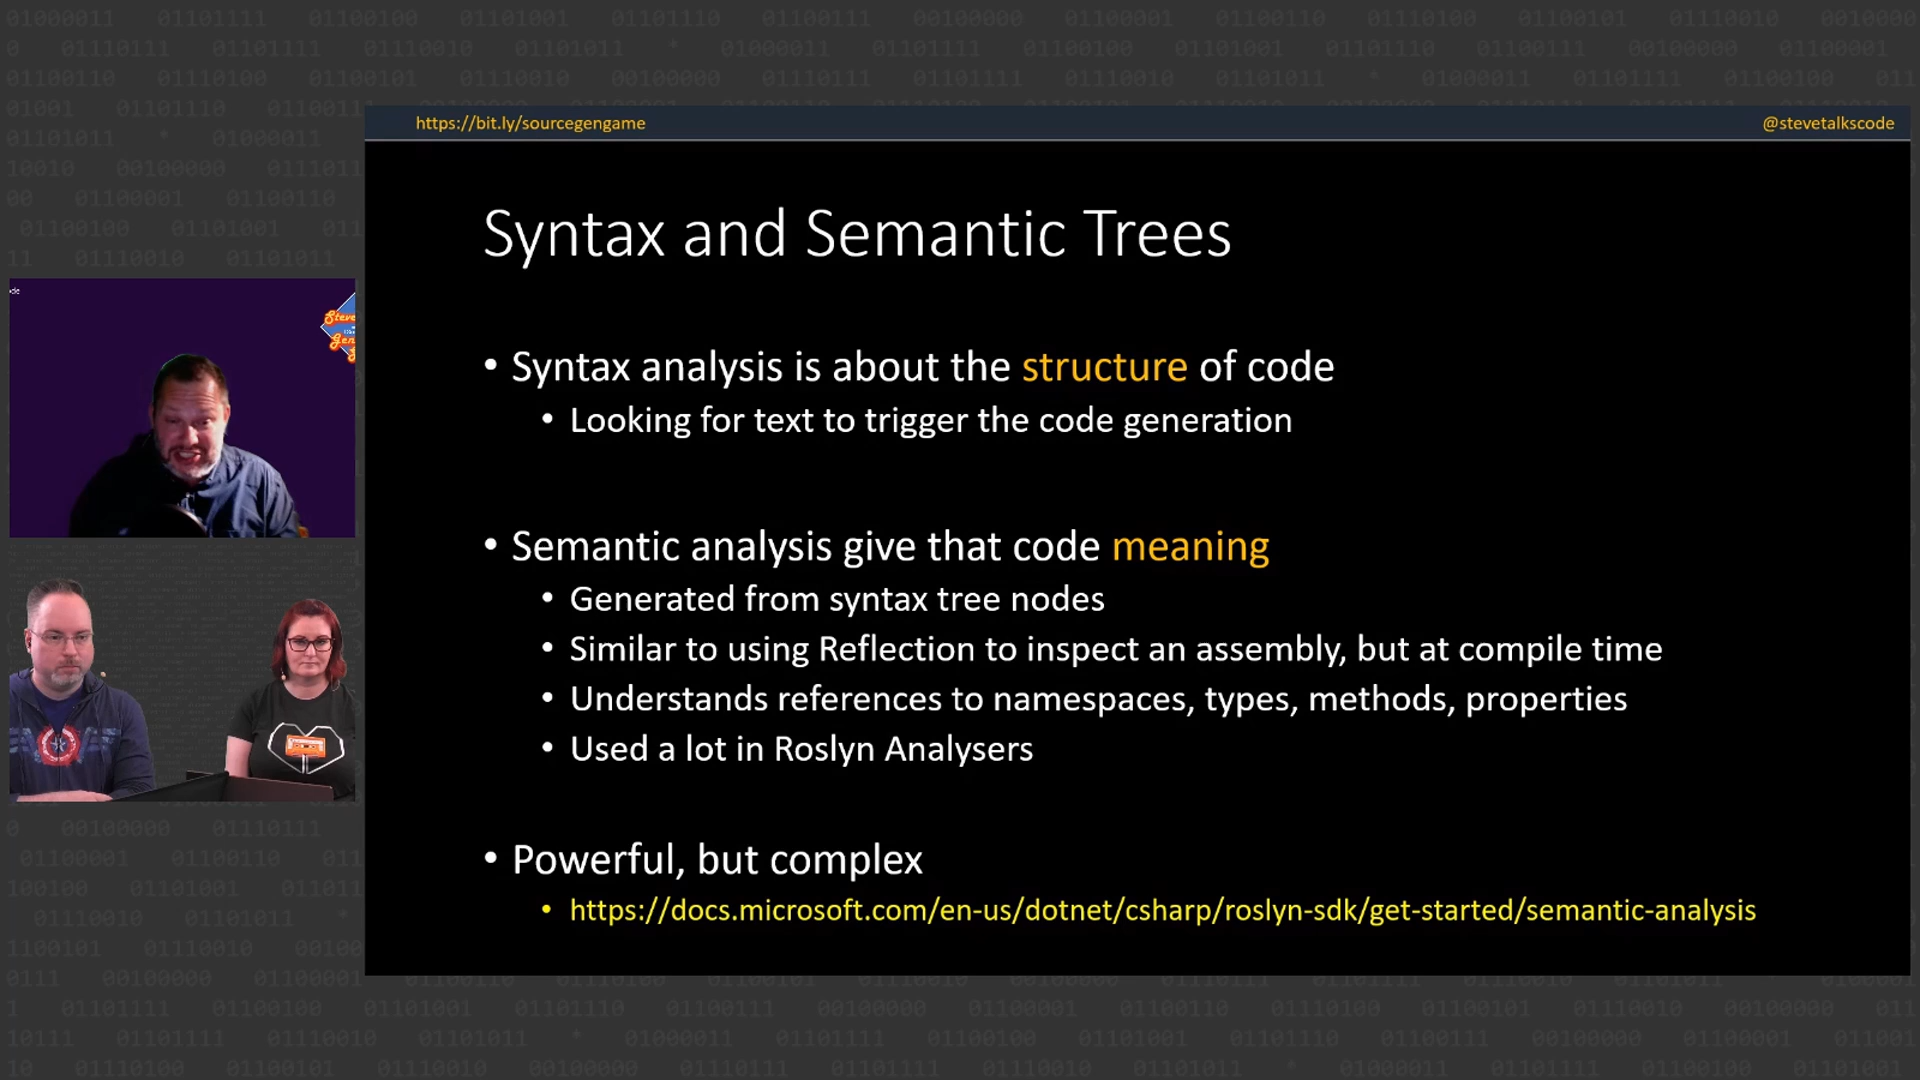 https://bit.ly/sourcegengame
@stevetalkscode
Syntax and Semantic Trees
• Syntax analysis is about the structure of code
• Looking for text to trigger the code generation
• Semantic analysis give that code meaning
• Generated from syntax tree nodes
• Similar to using Reflection to inspect an assembly, but at compile time
• Understands references to namespaces, types, methods, properties
• Used a lot in Roslyn Analysers
• Powerful, but complex
• https://docs.microsoft.com/en-us/dotnet/csharp/roslyn-sdk/get-started/semantic-analysis